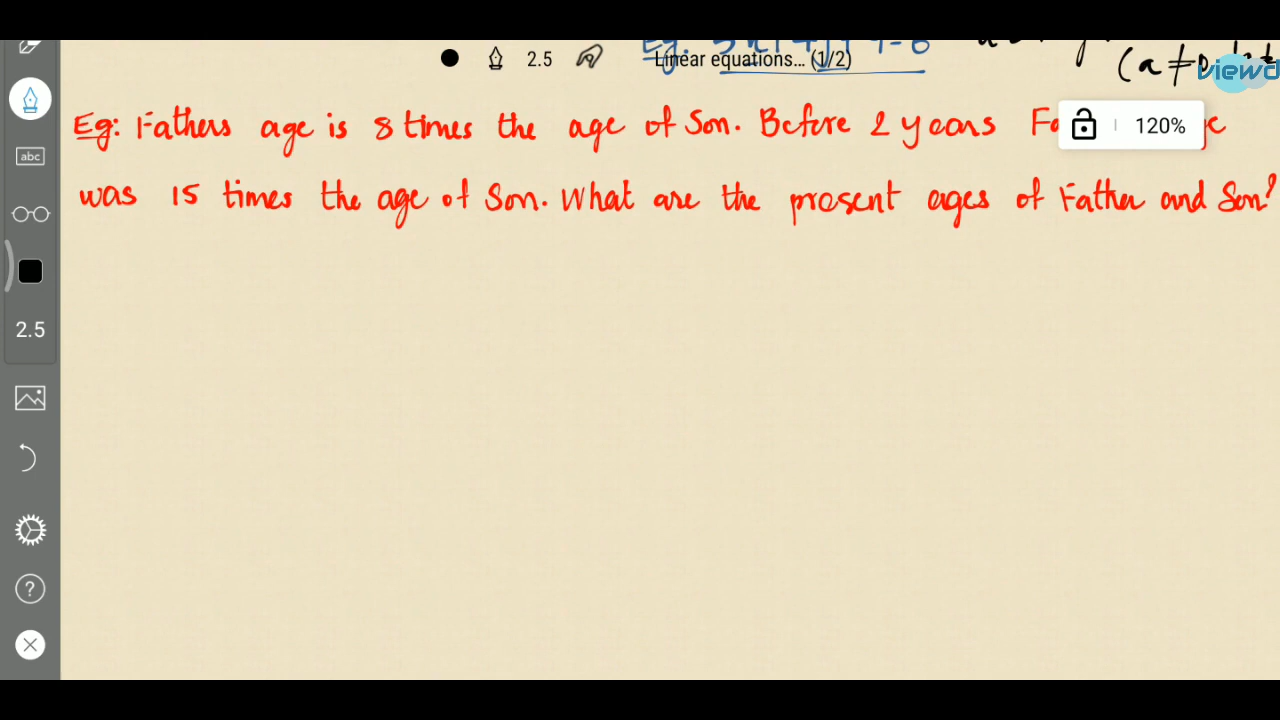 2.5 Linear equations... (1/2)
Eg:
viewd
Eg: Fathers age is 8 times the age of Son. Before 2 years
120%
abc
was 15 times the age of Son. What are the present ages of Father and Son?
2.5
?